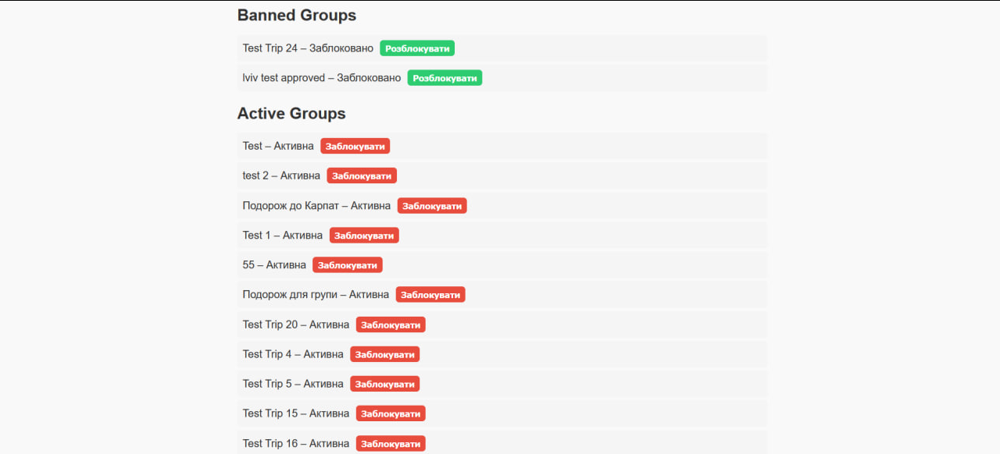 Banned Groups
Test Trip 24 – Заблоковано Розблокувати
lviv test approved – Заблоковано Розблокувати
Active Groups
Test – Активна Заблокувати
test 2 – Активна Заблокувати
Подорож до Карпат – Активна Заблокувати
Test 1 – Активна Заблокувати
55 – Активна Заблокувати
Подорож для групи – Активна Заблокувати
Test Trip 20 – Активна Заблокувати
Test Trip 4 – Активна Заблокувати
Test Trip 5 – Активна Заблокувати
Test Trip 15 – Активна Заблокувати
Test Trip 16 – Активна Заблокувати